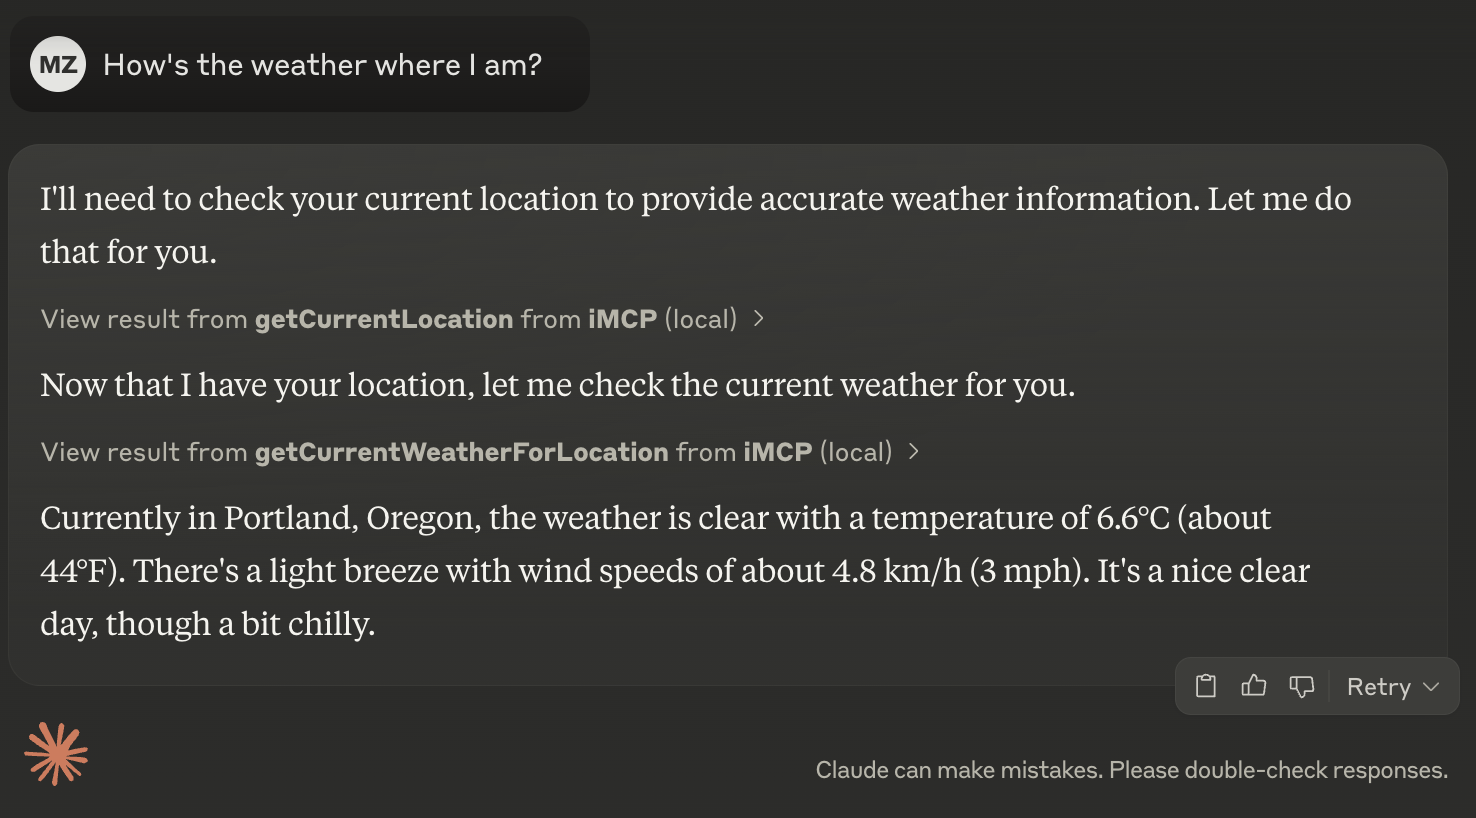 MZ How's the weather where I am?
I'll need to check your current location to provide accurate weather information. Let me do
that for you.
View result from getCurrentLocation from iMCP (local)
Now that I have your location, let me check the current weather for you.
View result from getCurrentWeatherForLocation from iMCP (local)
Currently in Portland, Oregon, the weather is clear with a temperature of 6.6°C (about
44°F). There's a light breeze with wind speeds of about 4.8 km/h (3 mph). It's a nice clear
day, though a bit chilly.
Retry
Claude can make mistakes. Please double-check responses.